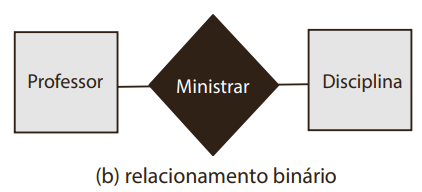 Professor
Ministrar
Disciplina
(b) relacionamento binário